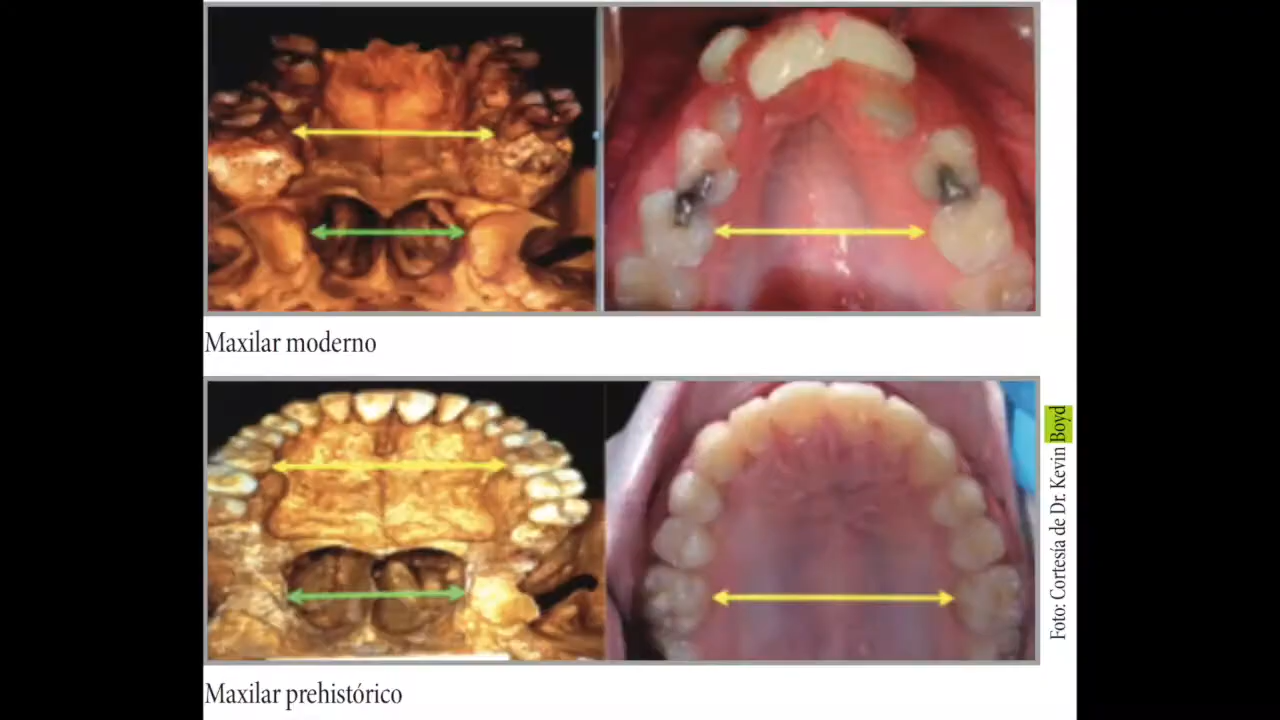 Maxilar moderno
Maxilar prehistórico
Foto: Cortesía de Dr. Kevin Boyd